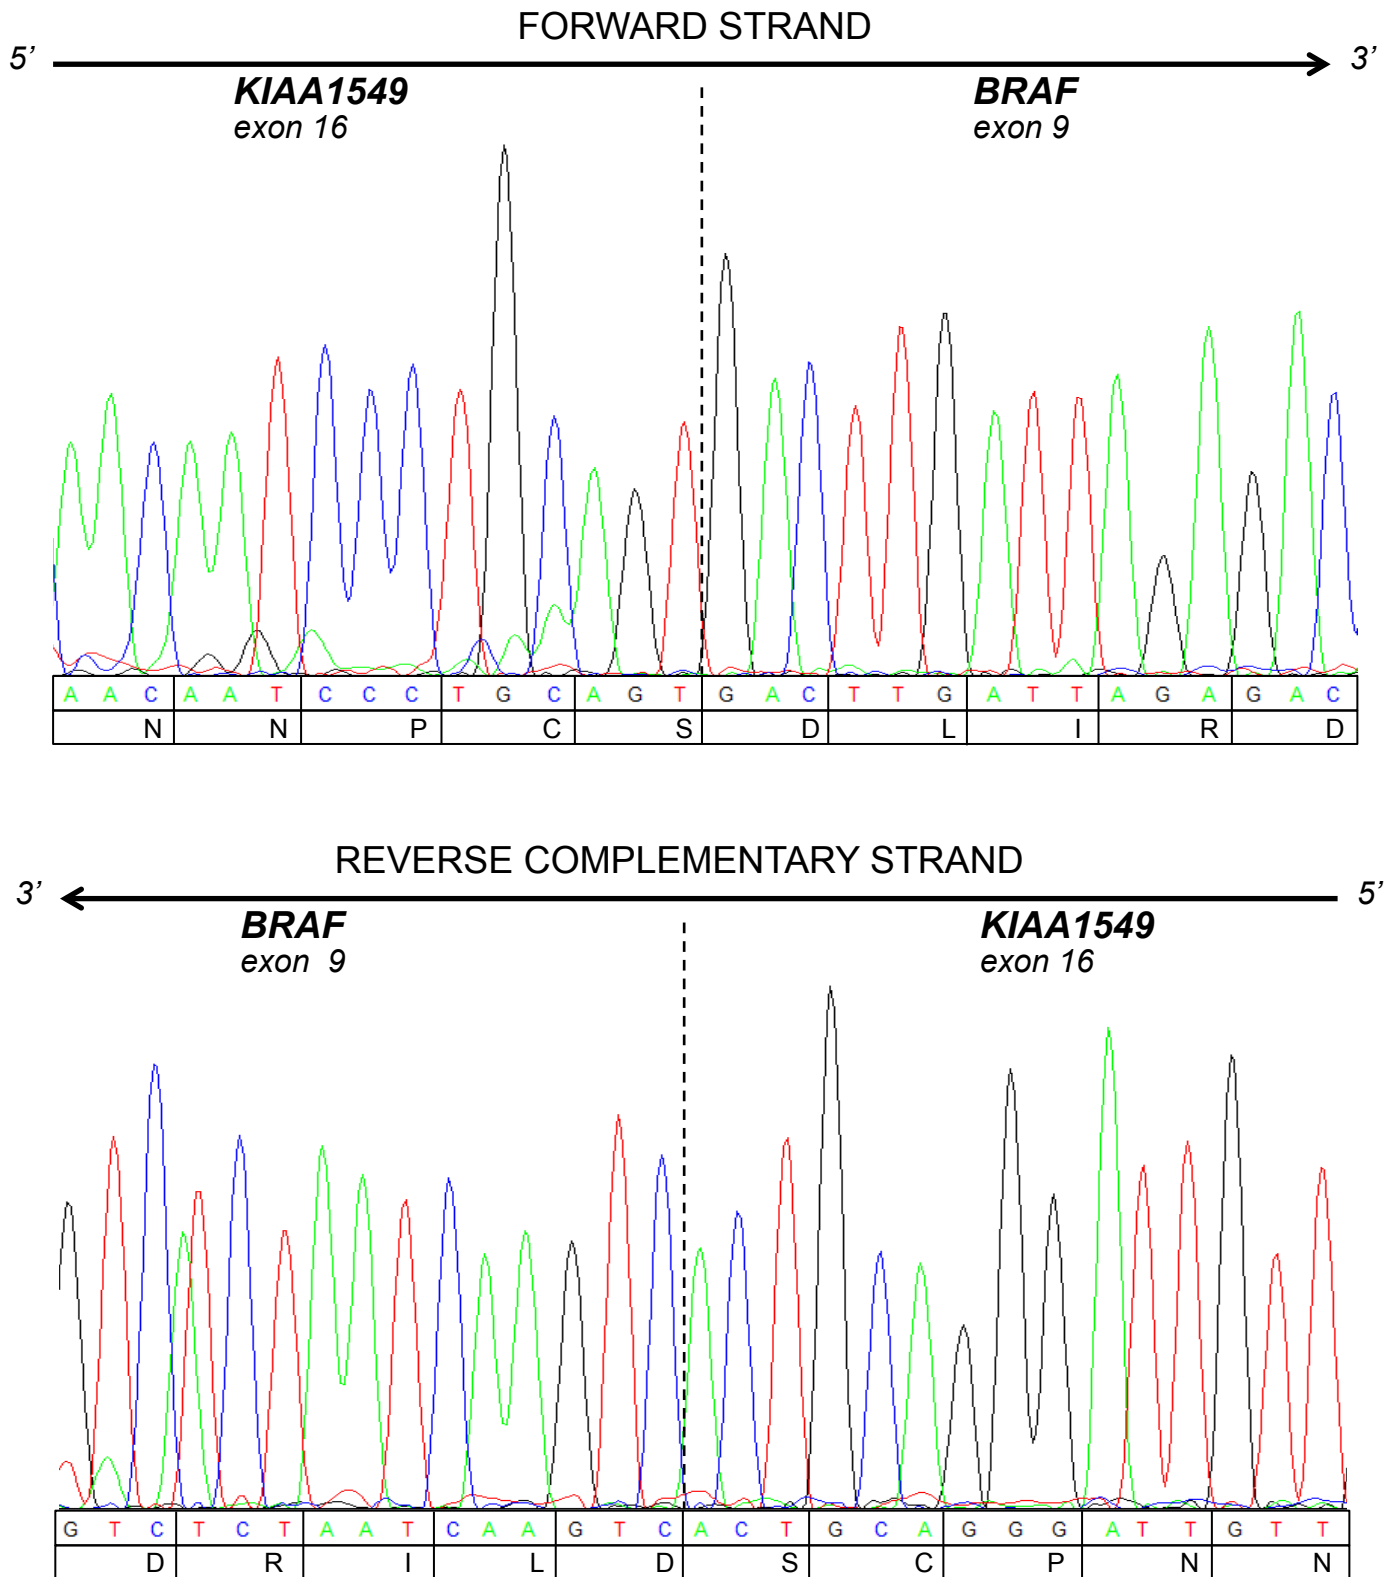 FORWARD STRAND
5’ 3’
KIAA1549 BRAF
exon 16 exon 9
A A C A A T C C C T G C A G T G A C T T G A T T A G A G A C
N N P C S D L I R D
REVERSE COMPLEMENTARY STRAND
3’ 5’
BRAF KIAA1549
exon 9 exon 16
G T C T C T A A T C A A G T C A C T G C A G G G A T T G T T
D R I L D S C P N N